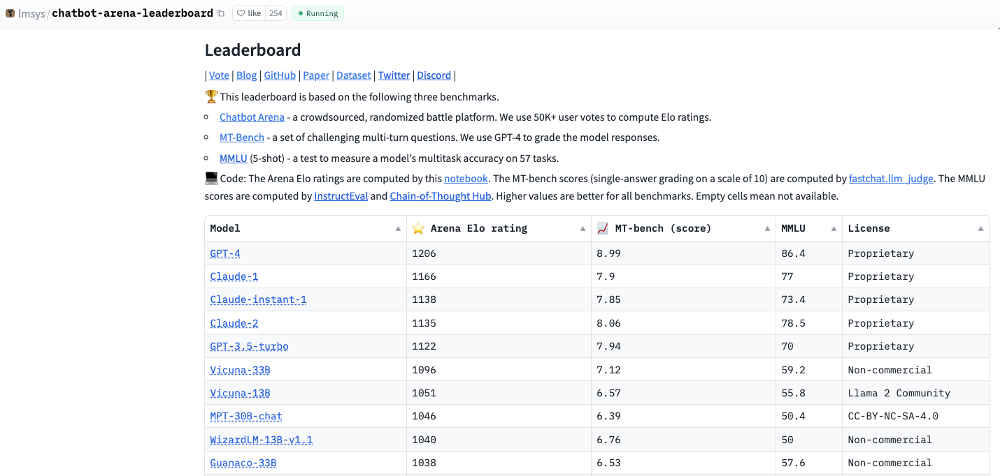 lmsys/chatbot-arena-leaderboard like 254 Running
Leaderboard
| Vote | Blog | GitHub | Paper | Dataset | Twitter | Discord |
🏆 This leaderboard is based on the following three benchmarks.
Chatbot Arena - a crowdsourced, randomized battle platform. We use 50K+ user votes to compute Elo ratings.
MT-Bench - a set of challenging multi-turn questions. We use GPT-4 to grade the model responses.
MMLU (5-shot) - a test to measure a model’s multitask accuracy on 57 tasks.
💻 Code: The Arena Elo ratings are computed by this notebook. The MT-bench scores (single-answer grading on a scale of 10) are computed by fastchat.llm_judge. The MMLU
scores are computed by InstructEval and Chain-of-Thought Hub. Higher values are better for all benchmarks. Empty cells mean not available.
Model ▲ ⭐ Arena Elo rating ▲ 📈 MT-bench (score) ▲ MMLU ▲ License ▲
GPT-4 1206 8.99 86.4 Proprietary
Claude-1 1166 7.9 77 Proprietary
Claude-instant-1 1138 7.85 73.4 Proprietary
Claude-2 1135 8.06 78.5 Proprietary
GPT-3.5-turbo 1122 7.94 70 Proprietary
Vicuna-33B 1096 7.12 59.2 Non-commercial
Vicuna-13B 1051 6.57 55.8 Llama 2 Community
MPT-30B-chat 1046 6.39 50.4 CC-BY-NC-SA-4.0
WizardLM-13B-v1.1 1040 6.76 50 Non-commercial
Guanaco-33B 1038 6.53 57.6 Non-commercial